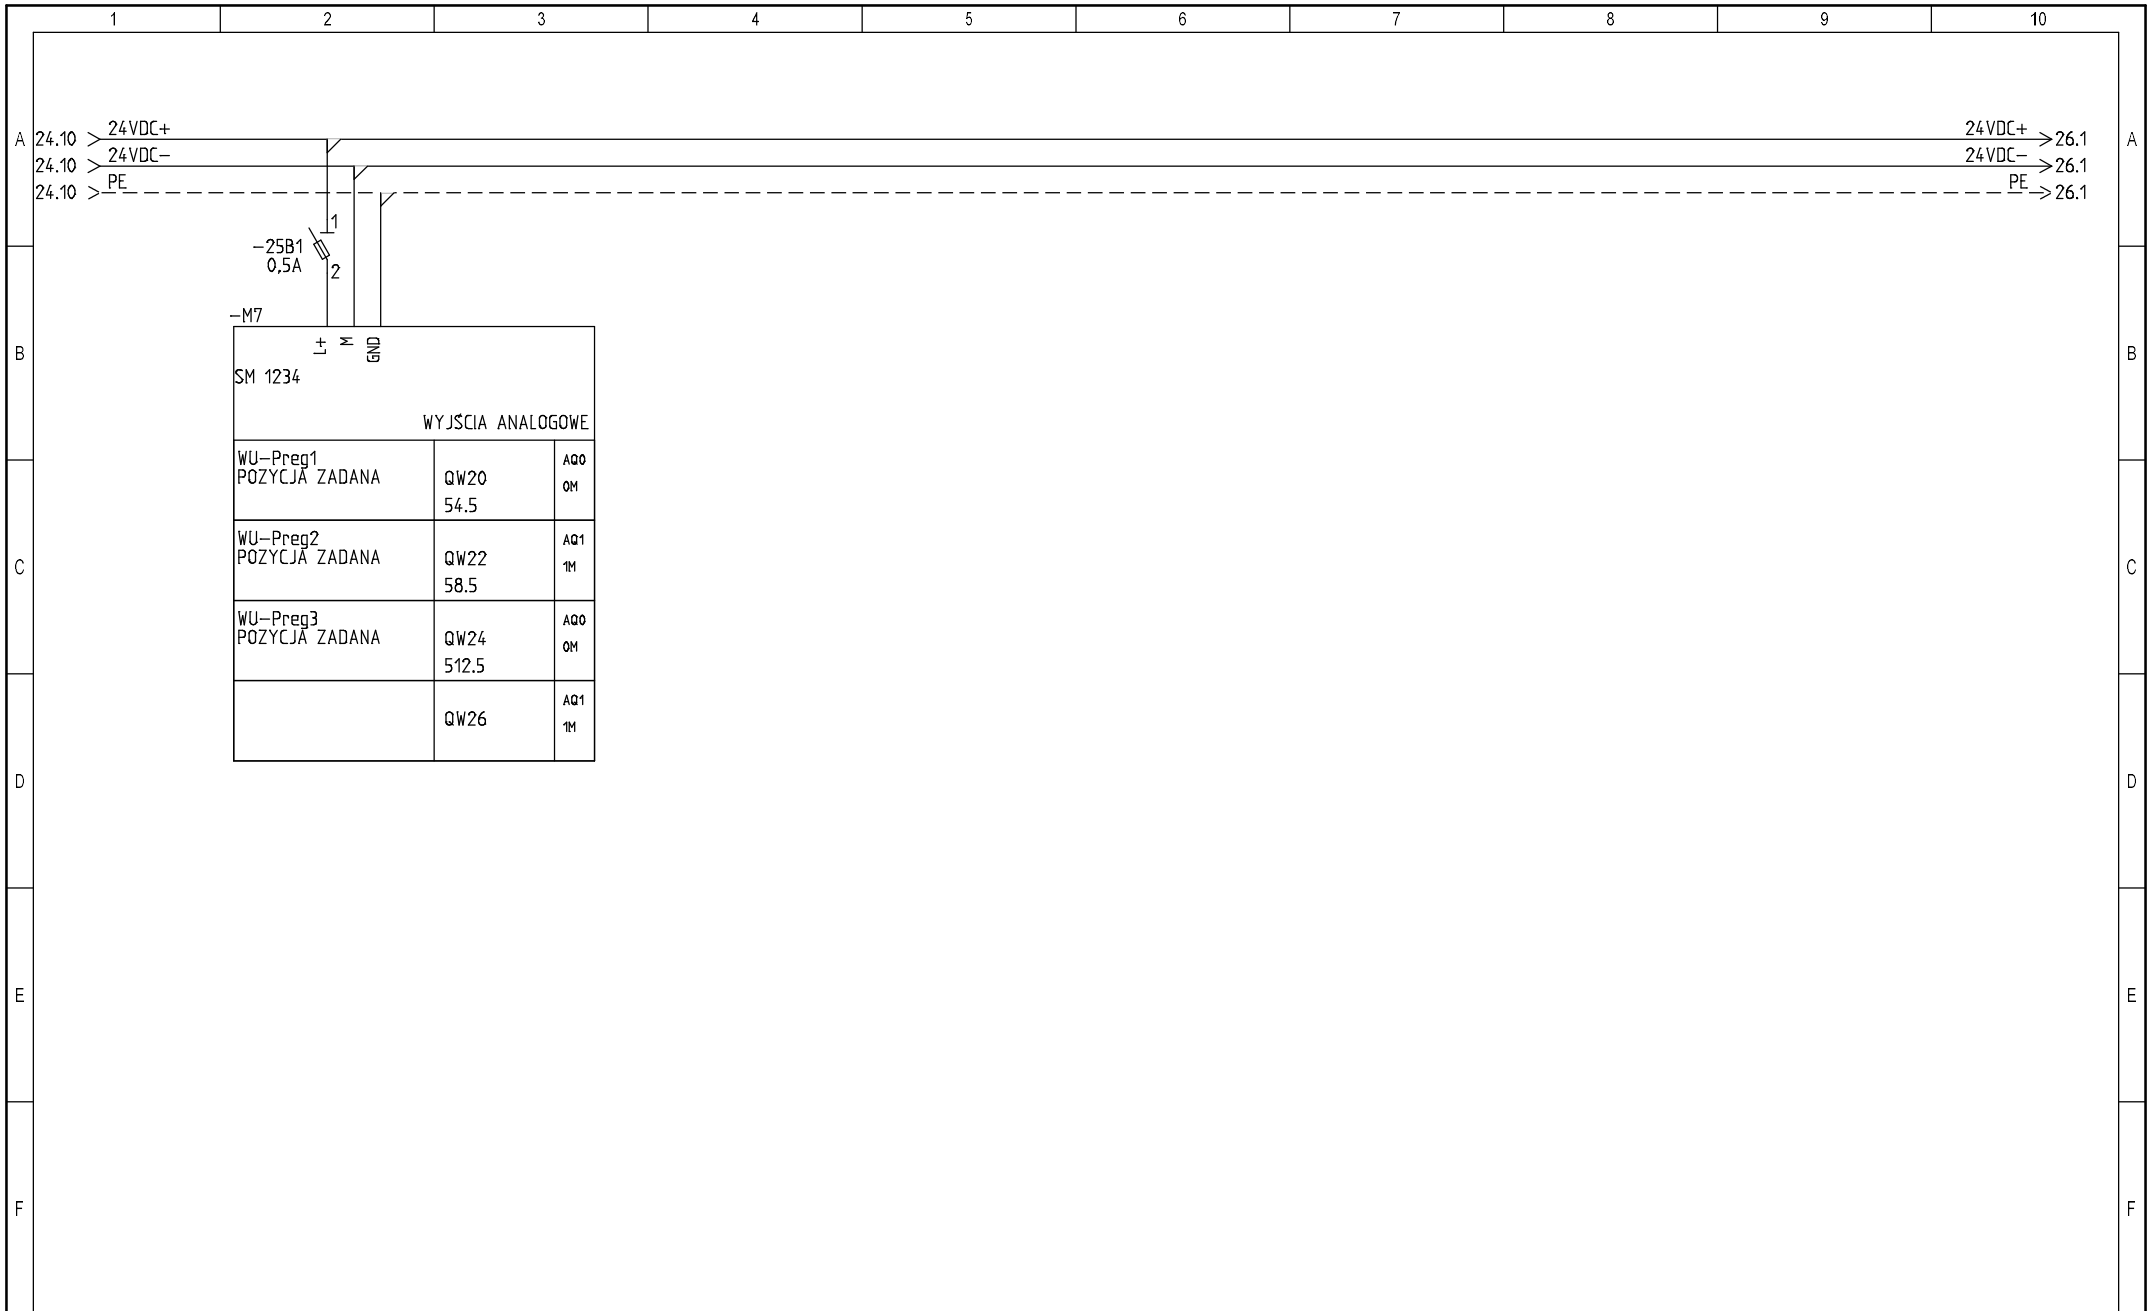 1 2 3 4 5 6 7 8 9 10
24VDC+ 24VDC+
A 24.10 26.1 A
24VDC- 24VDC-
24.10 26.1
PE PE
24.10 26.1
1
-25B1
0,5A
2
-M7
B L+ M GND B
SM 1234
WYJŚCIA ANALOGOWE
WU-Preg1 AQ0
POZYCJA ZADANA QW20 0M
54.5
WU-Preg2 AQ1
POZYCJA ZADANA QW22 1M
C 58.5 C
WU-Preg3 AQ0
POZYCJA ZADANA QW24 0M
512.5
AQ1
QW26 1M
D D
E E
F F